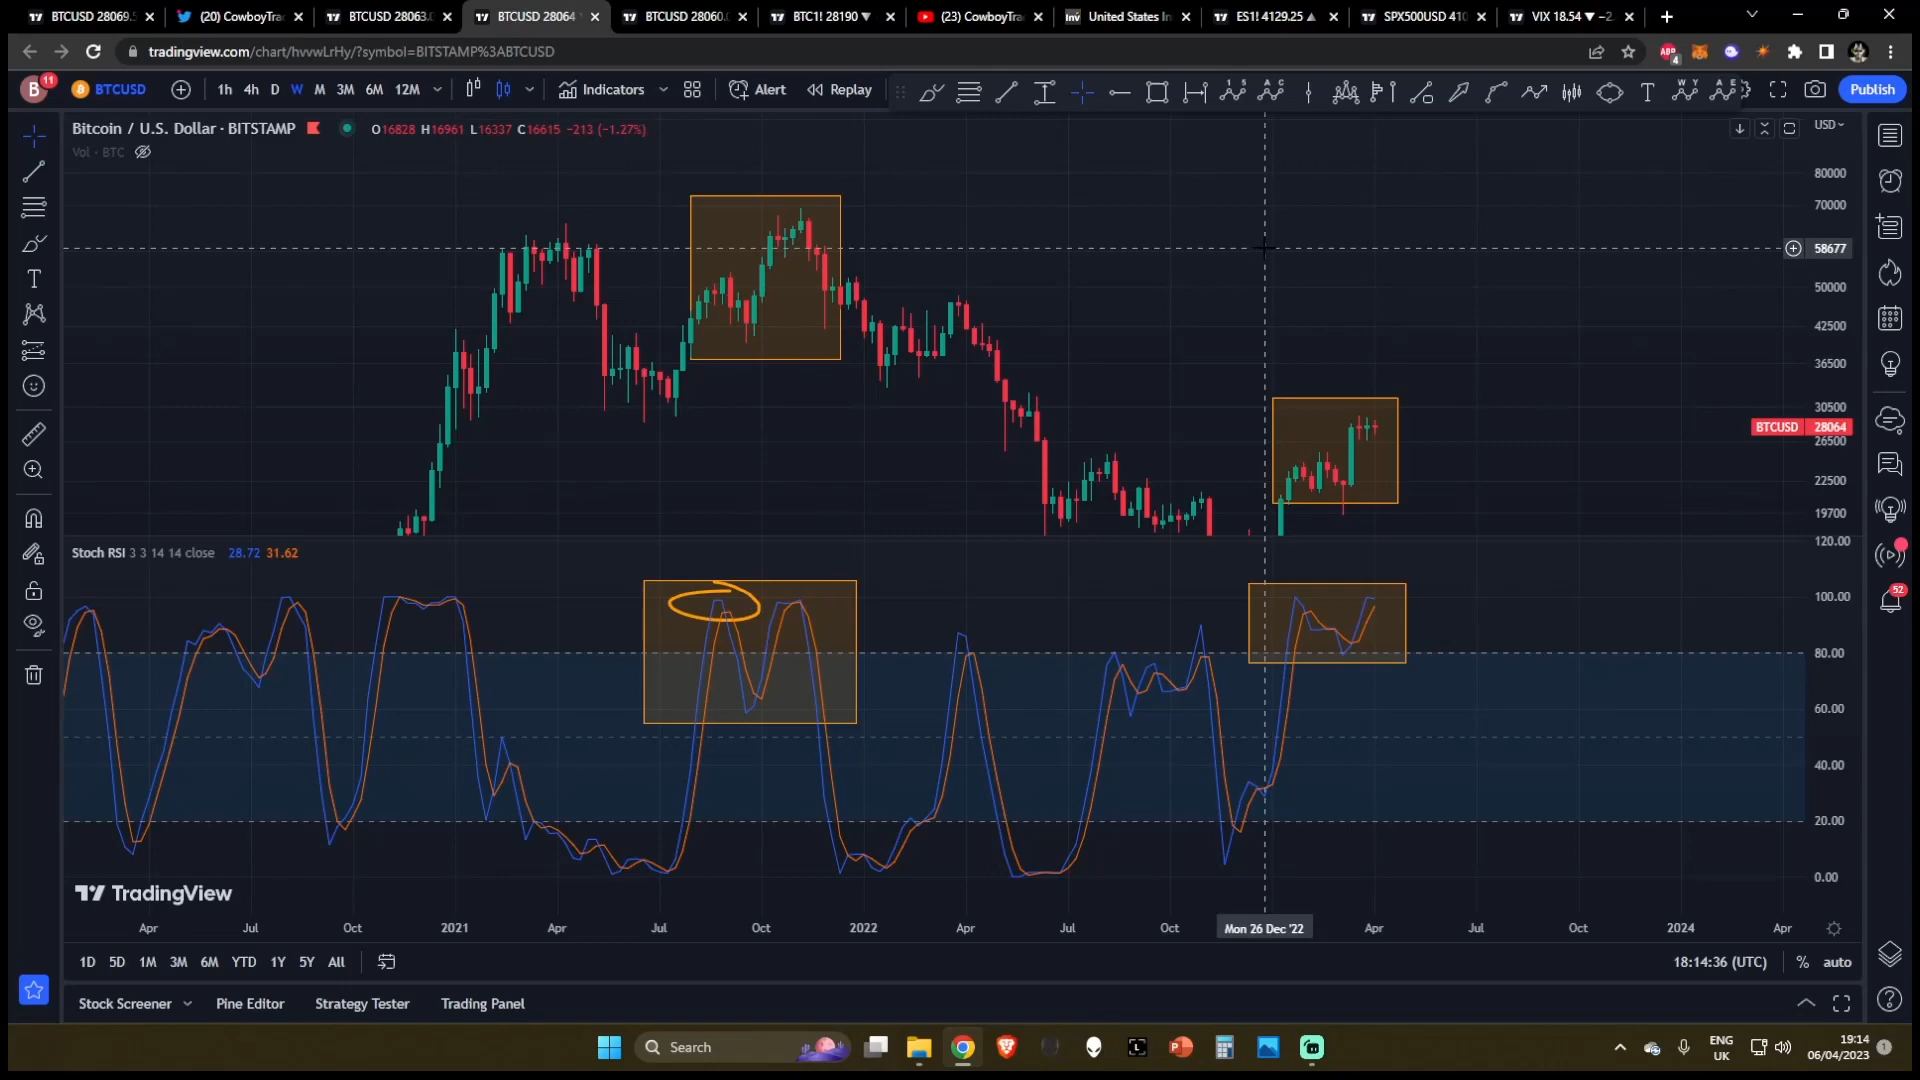 BTCUSD 28069.5
(20) CowboyTra
BTCUSD 28063.0
BTCUSD 28064
BTCUSD 28060.0
BTC1! 28190 ▼
(23) CowboyTra
United States In
ES1! 4129.25 ▲
SPX500USD 410
VIX 18.54 ▼ −2
tradingview.com/chart/hvvwLrHy/?symbol=BITSTAMP%3ABTCUSD
B 11 BTCUSD 1h 4h D W M 3M 6M 12M Indicators Alert Replay Publish
Bitcoin / U.S. Dollar · BITSTAMP O16828 H16961 L16337 C16615 −213 (−1.27%) USD
Vol · BTC
80000
70000
58677
50000
42500
36500
30500
BTCUSD 28064
26500
22500
19700
120.00
Stoch RSI 3 3 14 14 close 28.72 31.62
100.00
80.00
60.00
40.00
20.00
0.00
52
TradingView
Apr Jul Oct 2021 Apr Jul Oct 2022 Apr Jul Oct Mon 26 Dec '22 Apr Jul Oct 2024 Apr
1D 5D 1M 3M 6M YTD 1Y 5Y All 18:14:36 (UTC) % auto
Stock Screener Pine Editor Strategy Tester Trading Panel
Search
ENG
UK
19:14
06/04/2023